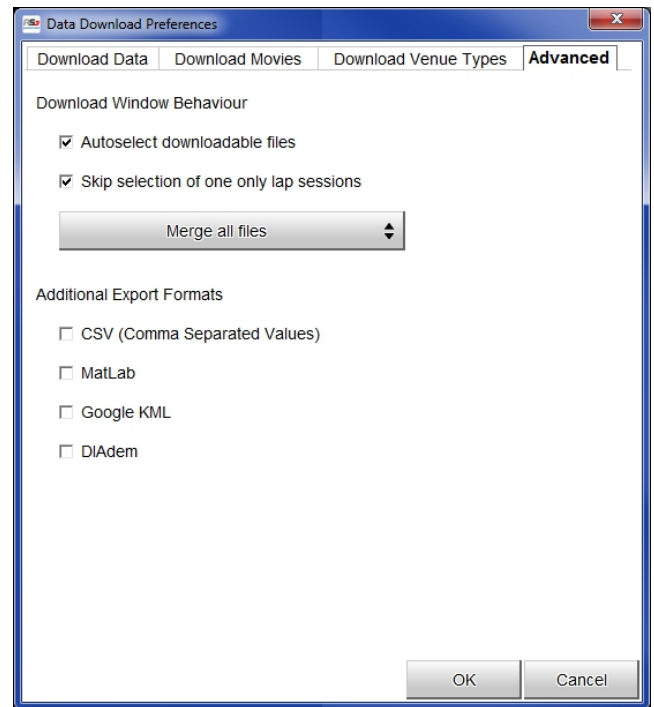 RS3 Data Download Preferences
Download Data Download Movies Download Venue Types Advanced
Download Window Behaviour
Autoselect downloadable files
Skip selection of one only lap sessions
Merge all files
Additional Export Formats
CSV (Comma Separated Values)
MatLab
Google KML
DIAdem
OK Cancel